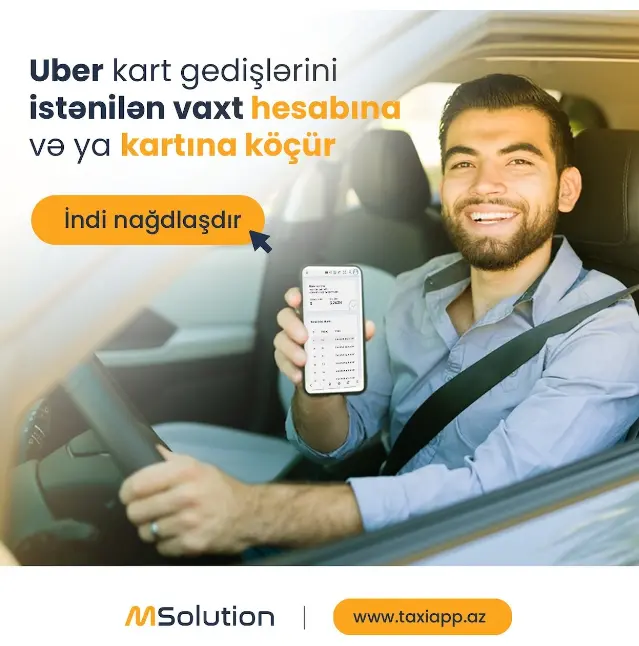 Uber kart gedişlərini
istənilən vaxt hesabına
və ya kartına köçür
İndi nağdlaşdır
MSolution
www.taxiapp.az